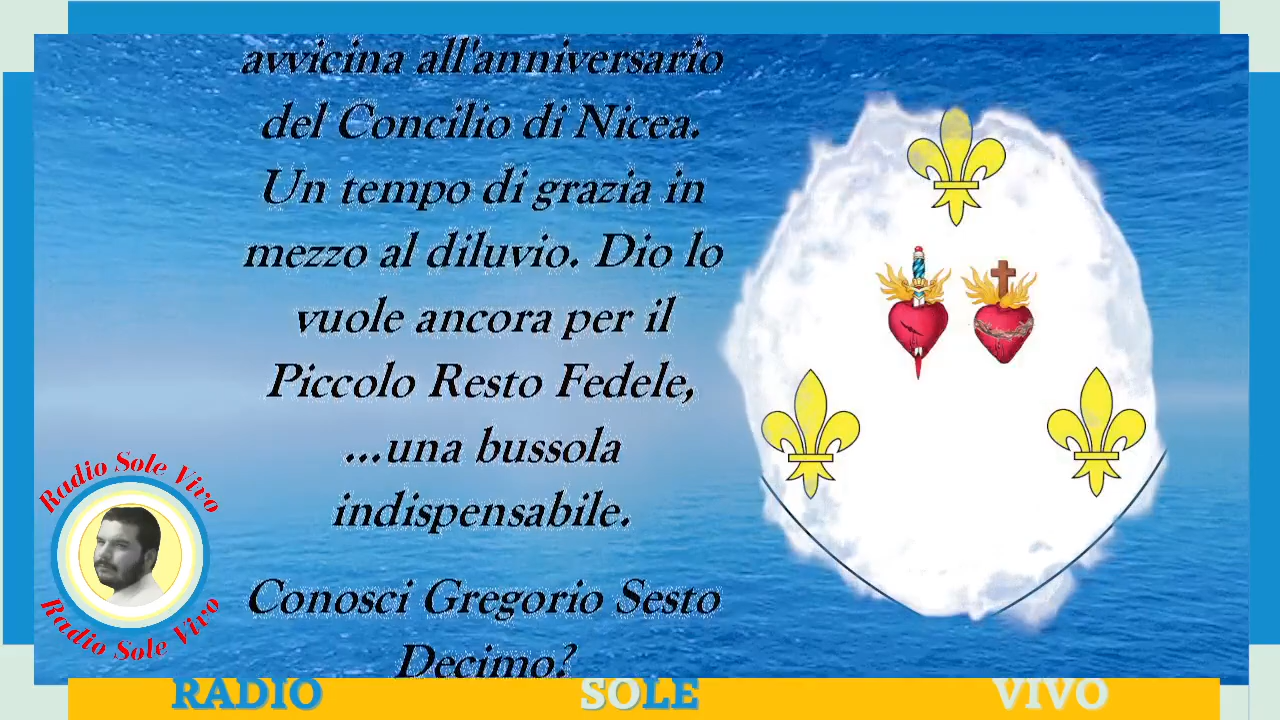 avvicina all'anniversario
del Concilio di Nicea.
Un tempo di grazia in
mezzo al diluvio. Dio lo
vuole ancora per il
Piccolo Resto Fedele,
...una bussola
indispensabile.
Conosci Gregorio Sesto
Decimo?
Radio Sole Vivo
Radio Sole Vivo
RADIO SOLE VIVO